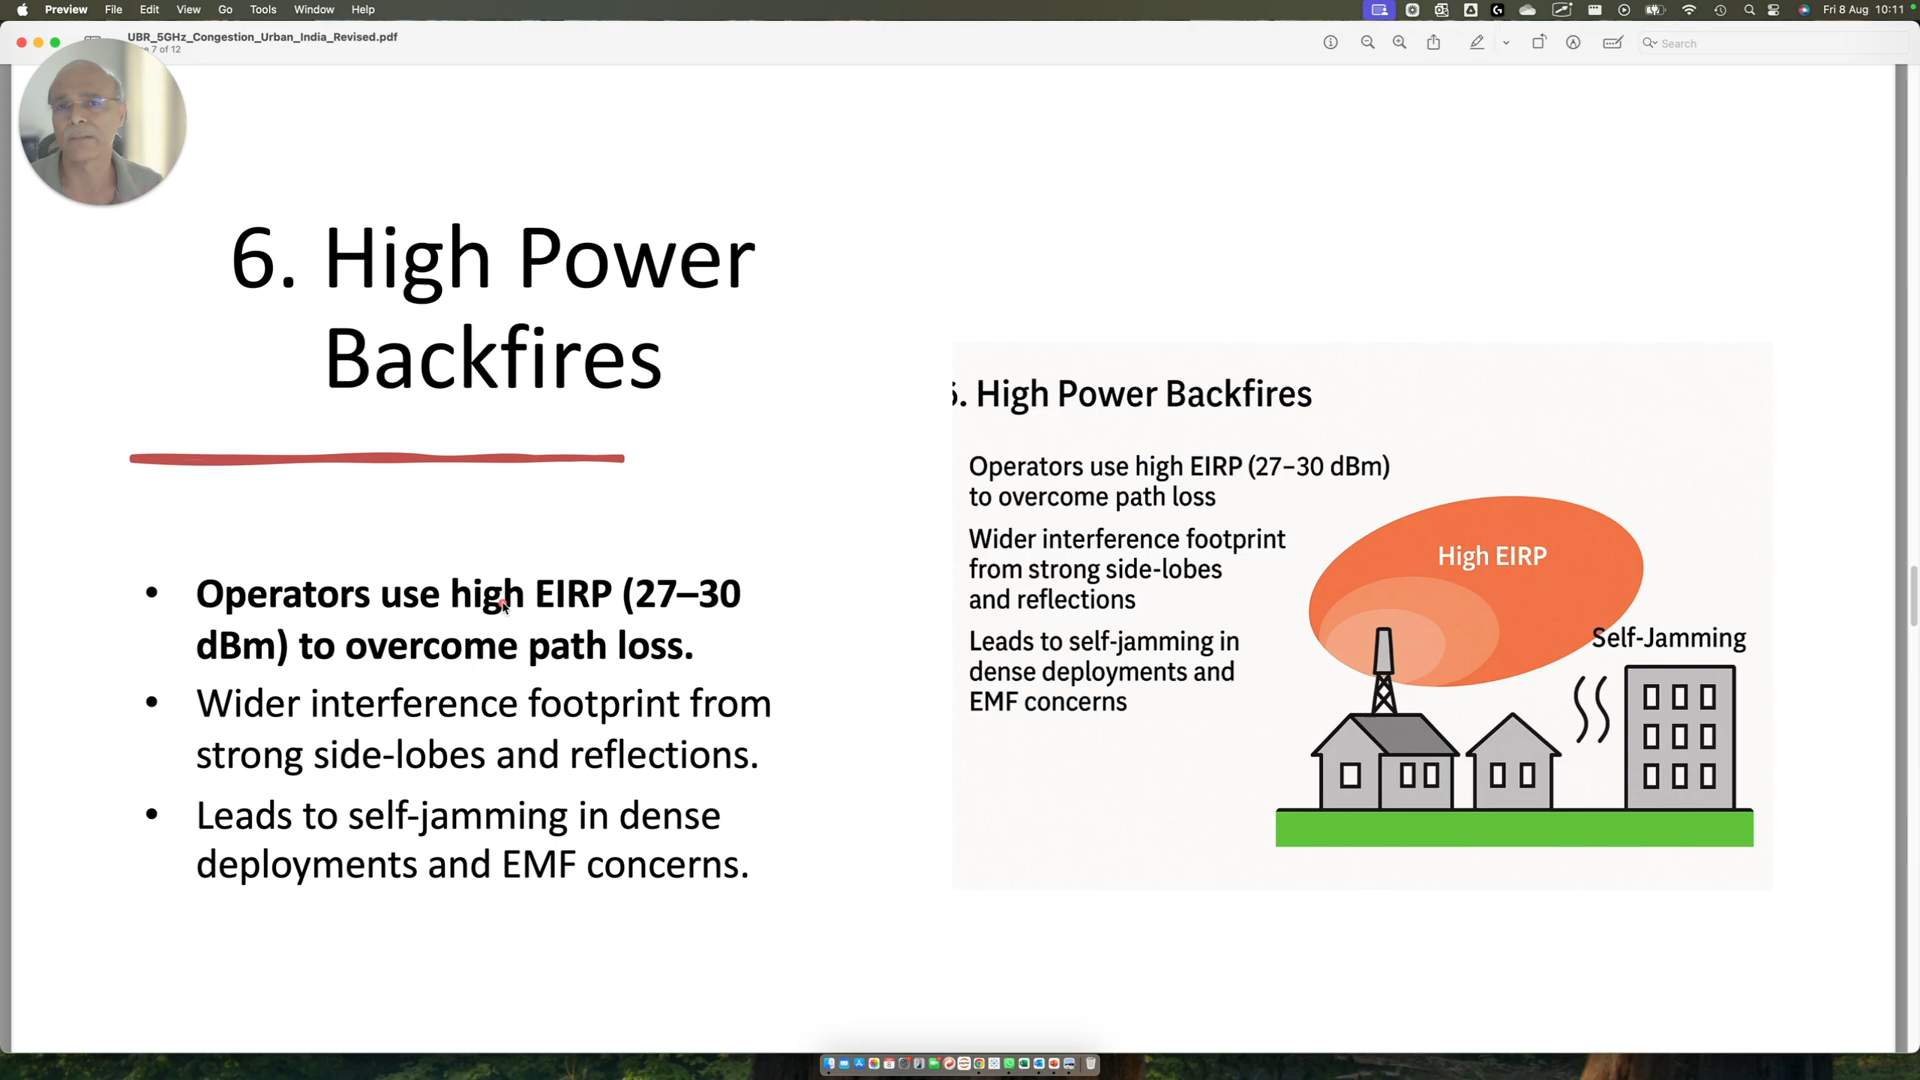 Preview File Edit View Go Tools Window Help
Fri 8 Aug 10:11
UBR_5GHz_Congestion_Urban_India_Revised.pdf
7 of 12
Search
6. High Power
Backfires
• Operators use high EIRP (27–30
dBm) to overcome path loss.
• Wider interference footprint from
strong side-lobes and reflections.
• Leads to self-jamming in dense
deployments and EMF concerns.
. High Power Backfires
Operators use high EIRP (27–30 dBm)
to overcome path loss
Wider interference footprint
from strong side-lobes
and reflections
Leads to self-jamming in
dense deployments and
EMF concerns
High EIRP
Self-Jamming